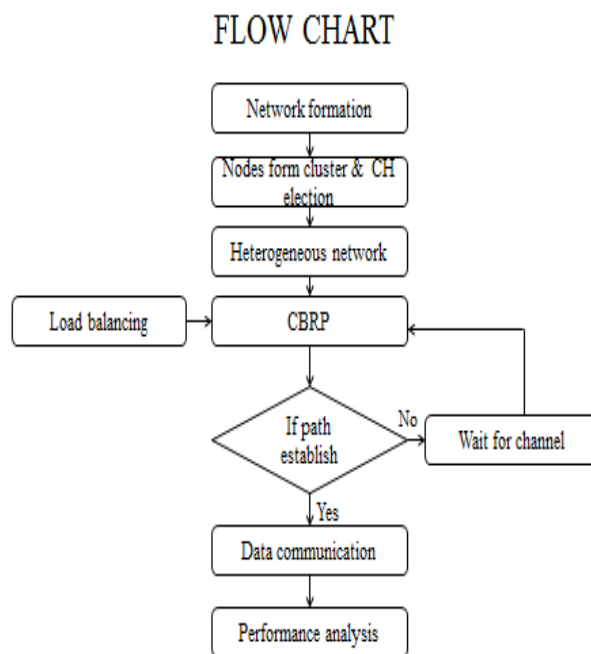 FLOW CHART
Network formation
Nodes form cluster & CH
election
Heterogeneous network
Load balancing
CBRP
If path
establish
No
Wait for channel
Yes
Data communication
Performance analysis